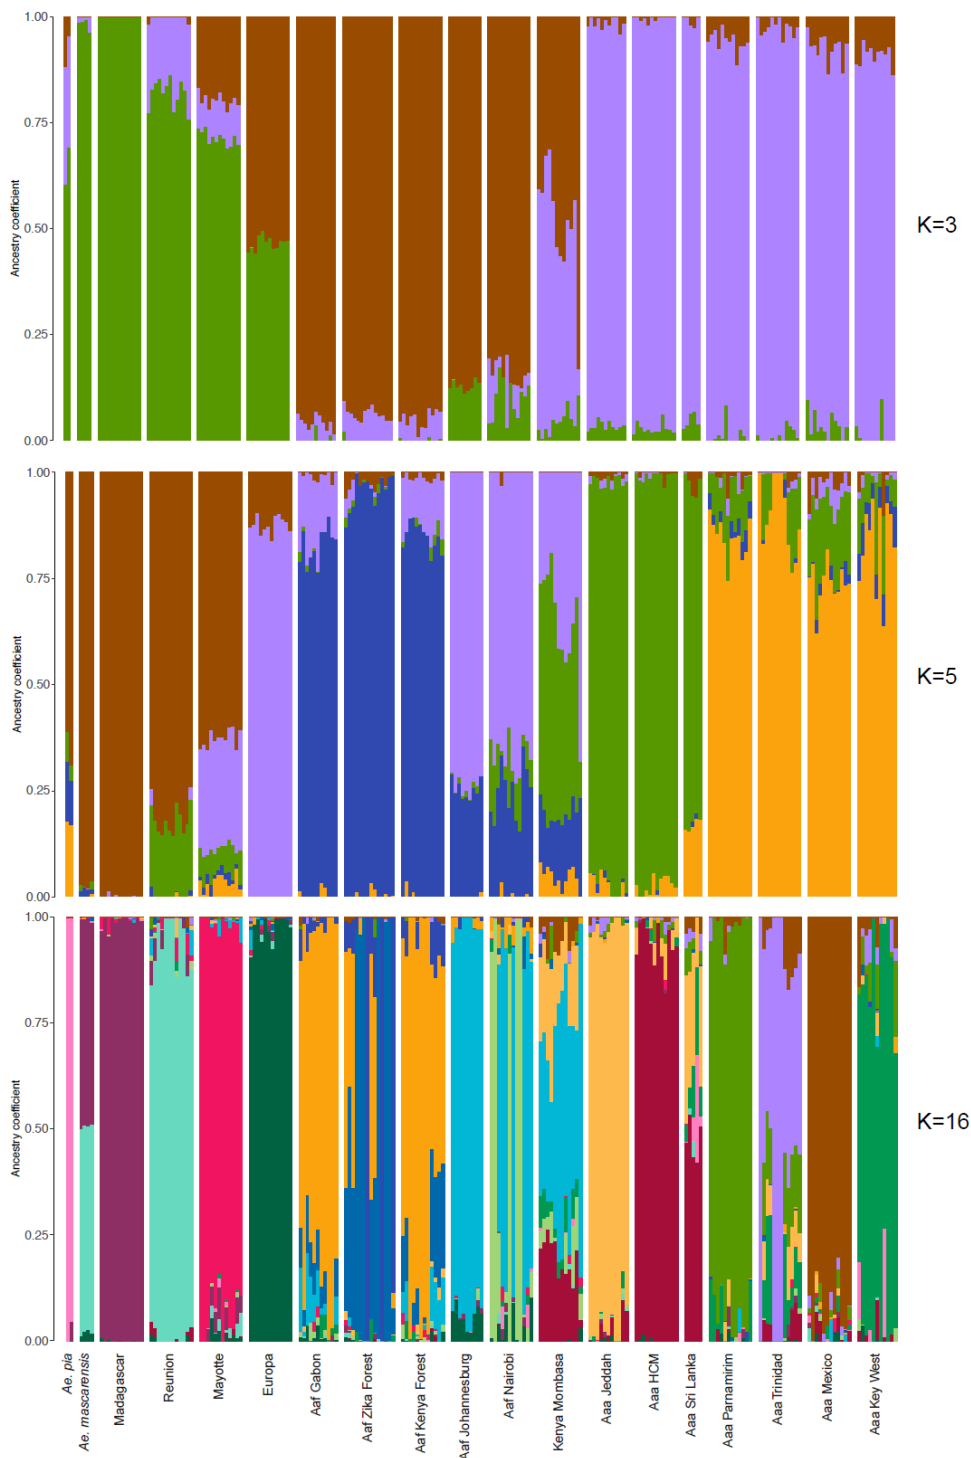 1.00
0.75
0.50
0.25
0.00
Ancestry coefficient
K=3
1.00
0.75
0.50
0.25
0.00
Ancestry coefficient
K=5
1.00
0.75
0.50
0.25
0.00
Ancestry coefficient
K=16
Ae. pia
Ae. mascarensis
Madagascar
Reunion
Mayotte
Europa
Aaf Gabon
Aaf Zika Forest
Aaf Kenya Forest
Aaf Johannesburg
Aaf Nairobi
Kenya Mombasa
Aaa Jeddah
Aaa HCM
Aaa Sri Lanka
Aaa Parnamirim
Aaa Trinidad
Aaa Mexico
Aaa Key West